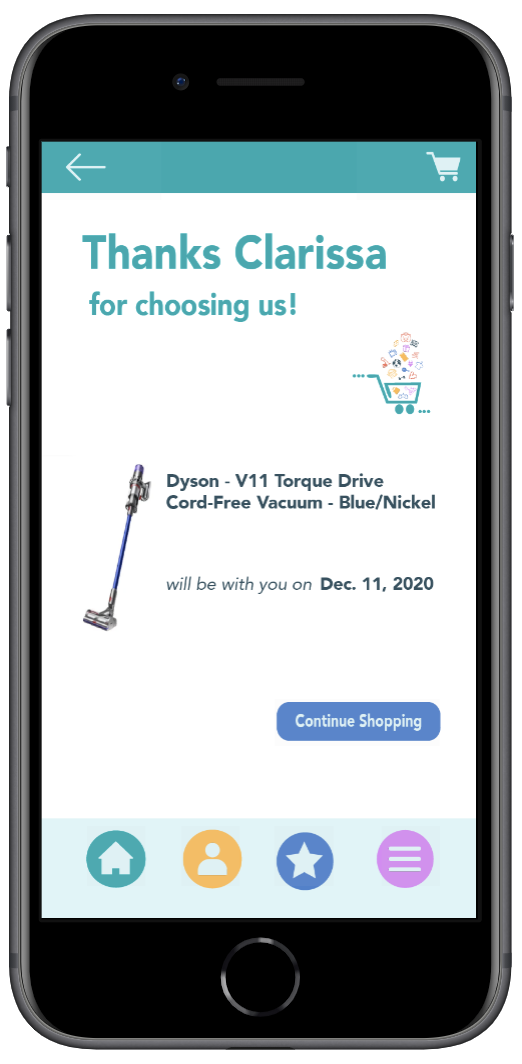 Thanks Clarissa
for choosing us!
Dyson - V11 Torque Drive
Cord-Free Vacuum - Blue/Nickel
will be with you on Dec. 11, 2020
Continue Shopping